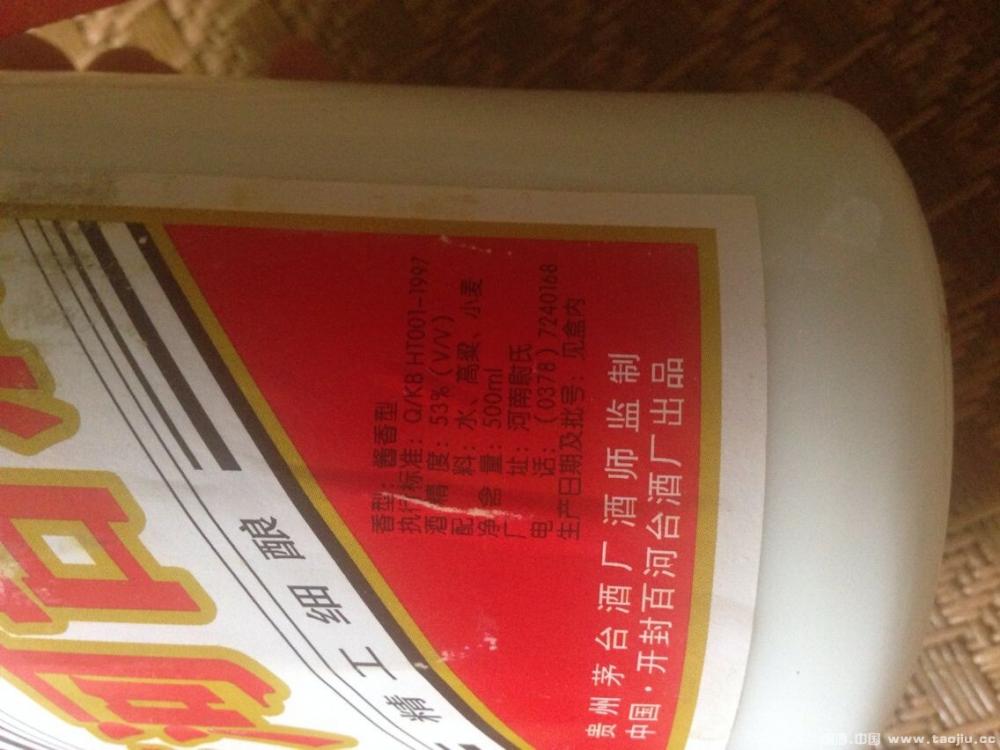 河百
精工细酿
香型：酱香型
执行标准：Q/KB HT001-1997
酒精度：53%(V/V)
配料：水、高粱、小麦
净含量：500ml
厂址：河南尉氏
电话：(0378)7240168
生产日期及批号：见盒内
贵州茅台酒厂酒师监制
中国·开封百河台酒厂出品
www.taojiu.cc